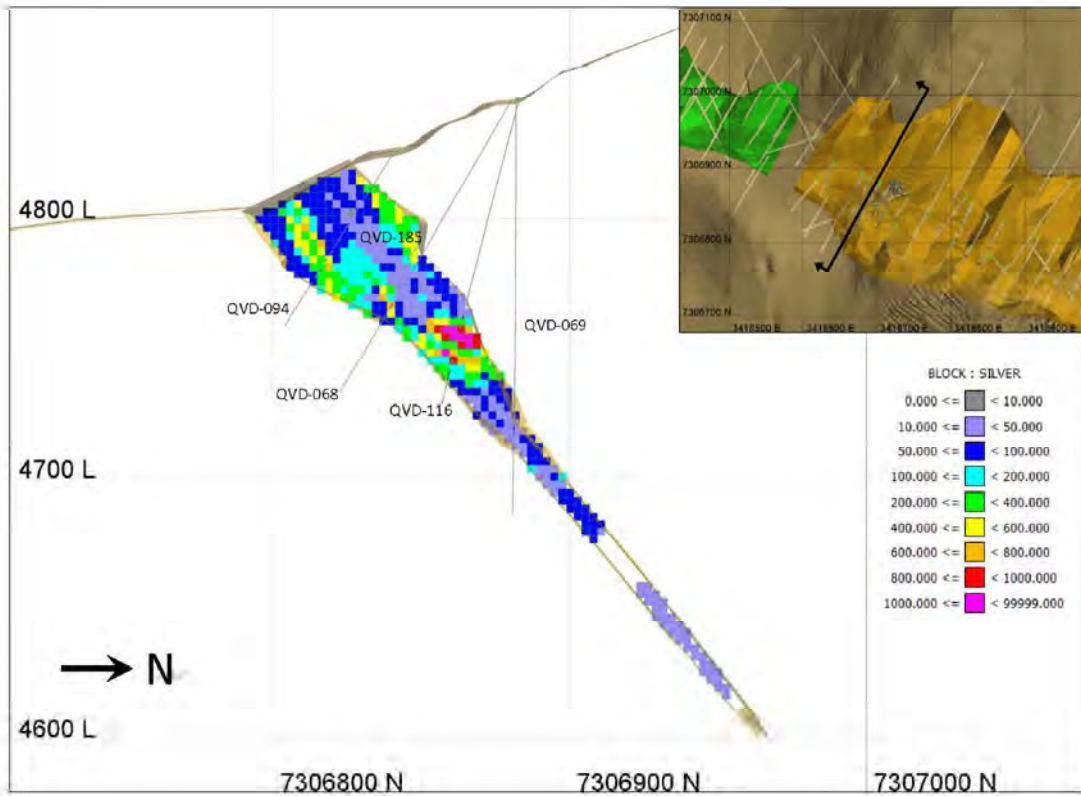 4800 L
4700 L
4600 L
QVD-185
QVD-094
QVD-069
QVD-068
QVD-116
N
7306800 N
7306900 N
7307000 N
7307100 N
7307000 N
7306900 N
7306800 N
7306700 N
BLOCK : SILVER
0.000 <= < 10.000
10.000 <= < 50.000
50.000 <= < 100.000
100.000 <= < 200.000
200.000 <= < 400.000
400.000 <= < 600.000
600.000 <= < 800.000
800.000 <= < 1000.000
1000.000 <= < 99999.000